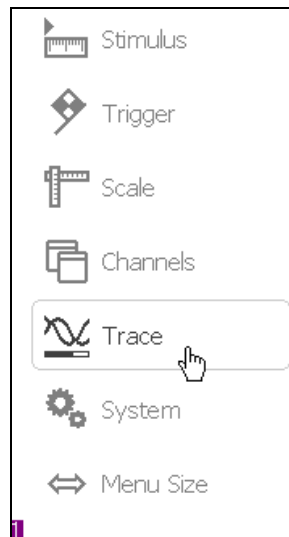 Stimulus
Trigger
Scale
Channels
Trace
System
Menu Size
1